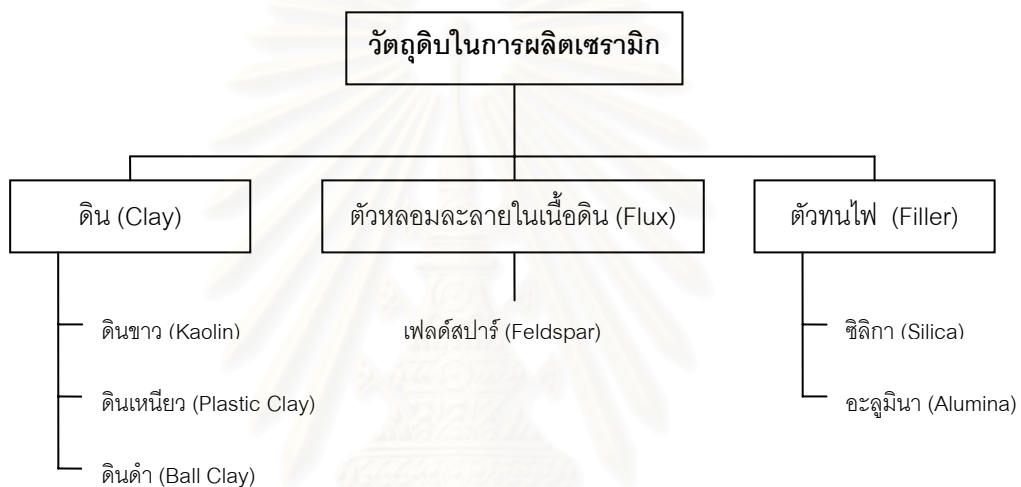 วัตถุดิบในการผลิตเซรามิก
ดิน (Clay)
ตัวหลอมละลายในเนื้อดิน (Flux)
ตัวทนไฟ (Filler)
ดินขาว (Kaolin)
ดินเหนียว (Plastic Clay)
ดินดำ (Ball Clay)
เฟลด์สปาร์ (Feldspar)
ซิลิกา (Silica)
อะลูมินา (Alumina)